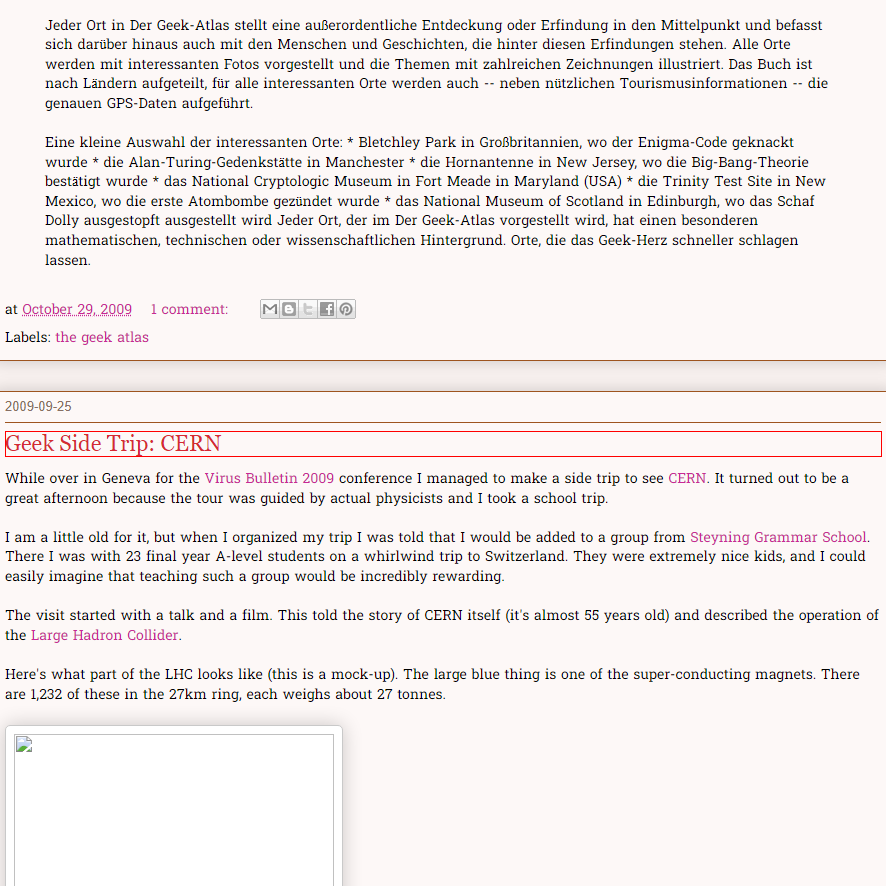 Jeder Ort in Der Geek-Atlas stellt eine außerordentliche Entdeckung oder Erfindung in den Mittelpunkt und befasst
sich darüber hinaus auch mit den Menschen und Geschichten, die hinter diesen Erfindungen stehen. Alle Orte
werden mit interessanten Fotos vorgestellt und die Themen mit zahlreichen Zeichnungen illustriert. Das Buch ist
nach Ländern aufgeteilt, für alle interessanten Orte werden auch -- neben nützlichen Tourismusinformationen -- die
genauen GPS-Daten aufgeführt.
Eine kleine Auswahl der interessanten Orte: * Bletchley Park in Großbritannien, wo der Enigma-Code geknackt
wurde * die Alan-Turing-Gedenkstätte in Manchester * die Hornantenne in New Jersey, wo die Big-Bang-Theorie
bestätigt wurde * das National Cryptologic Museum in Fort Meade in Maryland (USA) * die Trinity Test Site in New
Mexico, wo die erste Atombombe gezündet wurde * das National Museum of Scotland in Edinburgh, wo das Schaf
Dolly ausgestopft ausgestellt wird Jeder Ort, der im Der Geek-Atlas vorgestellt wird, hat einen besonderen
mathematischen, technischen oder wissenschaftlichen Hintergrund. Orte, die das Geek-Herz schneller schlagen
lassen.
at October 29, 2009 1 comment:
Labels: the geek atlas
2009-09-25
Geek Side Trip: CERN
While over in Geneva for the Virus Bulletin 2009 conference I managed to make a side trip to see CERN. It turned out to be a
great afternoon because the tour was guided by actual physicists and I took a school trip.
I am a little old for it, but when I organized my trip I was told that I would be added to a group from Steyning Grammar School.
There I was with 23 final year A-level students on a whirlwind trip to Switzerland. They were extremely nice kids, and I could
easily imagine that teaching such a group would be incredibly rewarding.
The visit started with a talk and a film. This told the story of CERN itself (it's almost 55 years old) and described the operation of
the Large Hadron Collider.
Here's what part of the LHC looks like (this is a mock-up). The large blue thing is one of the super-conducting magnets. There
are 1,232 of these in the 27km ring, each weighs about 27 tonnes.